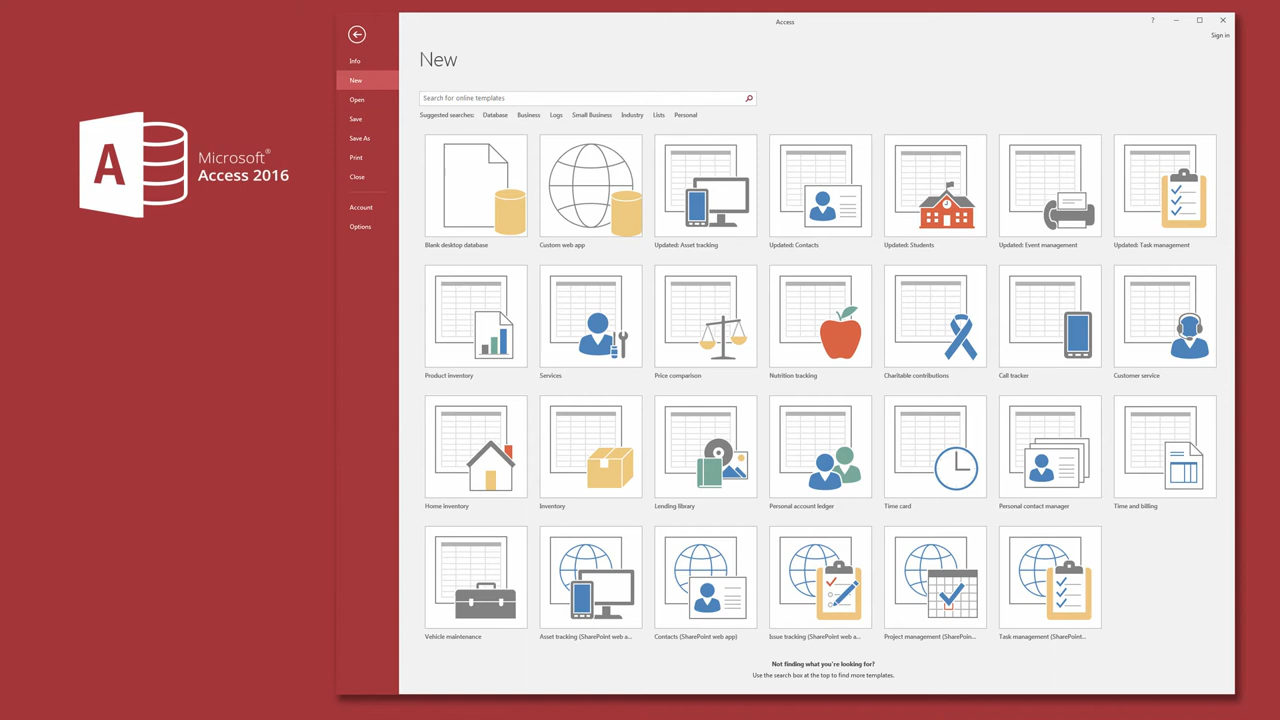 Access
?
Sign in
A
Microsoft®
Access 2016
Info
New
Open
Save
Save As
Print
Close
Account
Options
New
Search for online templates
Suggested searches: Database Business Logs Small Business Industry Lists Personal
Blank desktop database
Custom web app
Updated: Asset tracking
Updated: Contacts
Updated: Students
Updated: Event management
Updated: Task management
Product inventory
Services
Price comparison
Nutrition tracking
Charitable contributions
Call tracker
Customer service
Home inventory
Inventory
Lending library
Personal account ledger
Time card
Personal contact manager
Time and billing
Vehicle maintenance
Asset tracking (SharePoint web a...
Contacts (SharePoint web app)
Issue tracking (SharePoint web a...
Project management (SharePoin...
Task management (SharePoint...
Not finding what you're looking for?
Use the search box at the top to find more templates.